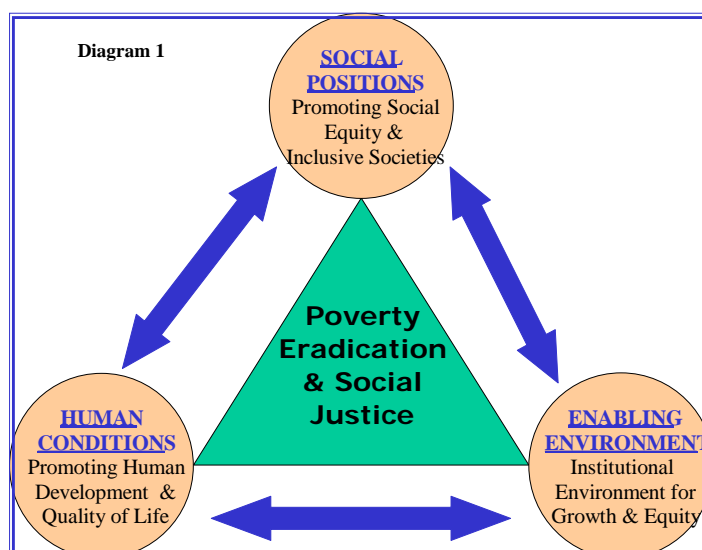 Diagram 1
SOCIAL
POSITIONS
Promoting Social
Equity &
Inclusive Societies
Poverty
Eradication
& Social
Justice
HUMAN
CONDITIONS
Promoting Human
Development &
Quality of Life
ENABLING
ENVIRONMENT
Institutional
Environment for
Growth & Equity